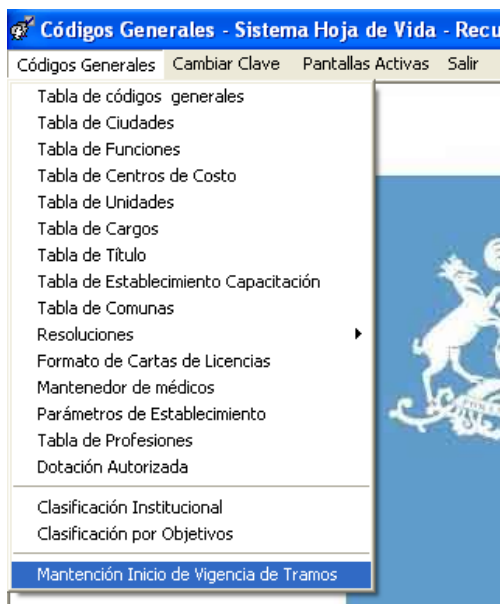 Códigos Generales - Sistema Hoja de Vida - Recu
Códigos Generales Cambiar Clave Pantallas Activas Salir
Tabla de códigos generales
Tabla de Ciudades
Tabla de Funciones
Tabla de Centros de Costo
Tabla de Unidades
Tabla de Cargos
Tabla de Título
Tabla de Establecimiento Capacitación
Tabla de Comunas
Resoluciones
Formato de Cartas de Licencias
Mantenedor de médicos
Parámetros de Establecimiento
Tabla de Profesiones
Dotación Autorizada
Clasificación Institucional
Clasificación por Objetivos
Mantención Inicio de Vigencia de Tramos